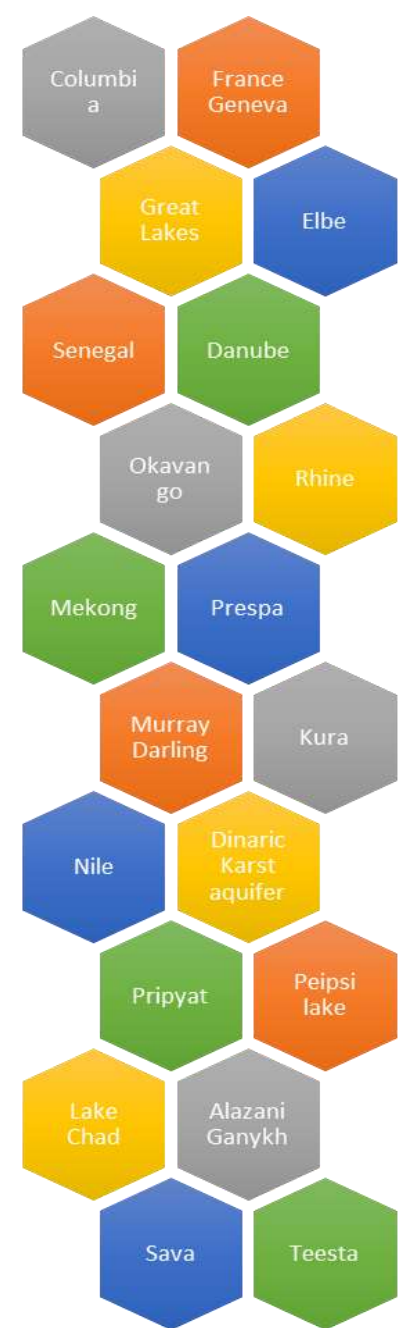 Columbi
a
France
Geneva
Great
Lakes
Elbe
Senegal
Danube
Okavan
go
Rhine
Mekong
Prespa
Murray
Darling
Kura
Nile
Dinaric
Karst
aquifer
Pripyat
Peipsi
lake
Lake
Chad
Alazani
Ganykh
Sava
Teesta